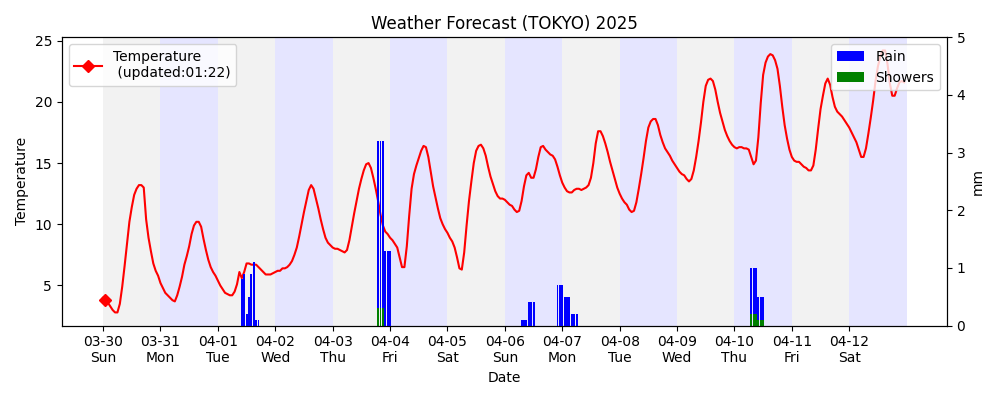 Weather Forecast (TOKYO) 2025
Temperature
(updated:01:22)
Rain
Showers
25
20
15
10
5
Temperature
5
4
3
2
1
0
mm
03-30 03-31 04-01 04-02 04-03 04-04 04-05 04-06 04-07 04-08 04-09 04-10 04-11 04-12
Sun Mon Tue Wed Thu Fri Sat Sun Mon Tue Wed Thu Fri Sat
Date